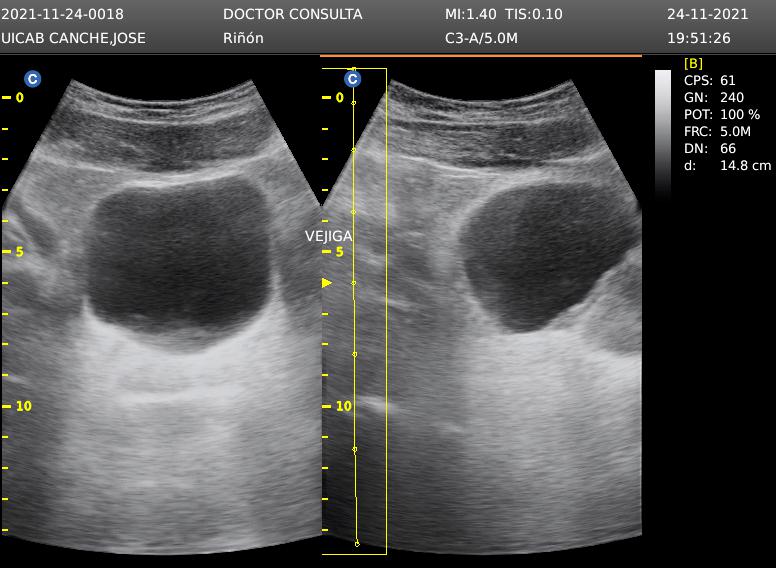 2021-11-24-0018 DOCTOR CONSULTA MI:1.40 TIS:0.10 24-11-2021
UICAB CANCHE,JOSE Riñón C3-A/5.0M 19:51:26
[B]
CPS: 61
GN: 240
POT: 100 %
FRC: 5.0M
DN: 66
d: 14.8 cm
C C
0 0
VEJIGA
5 5
10 10